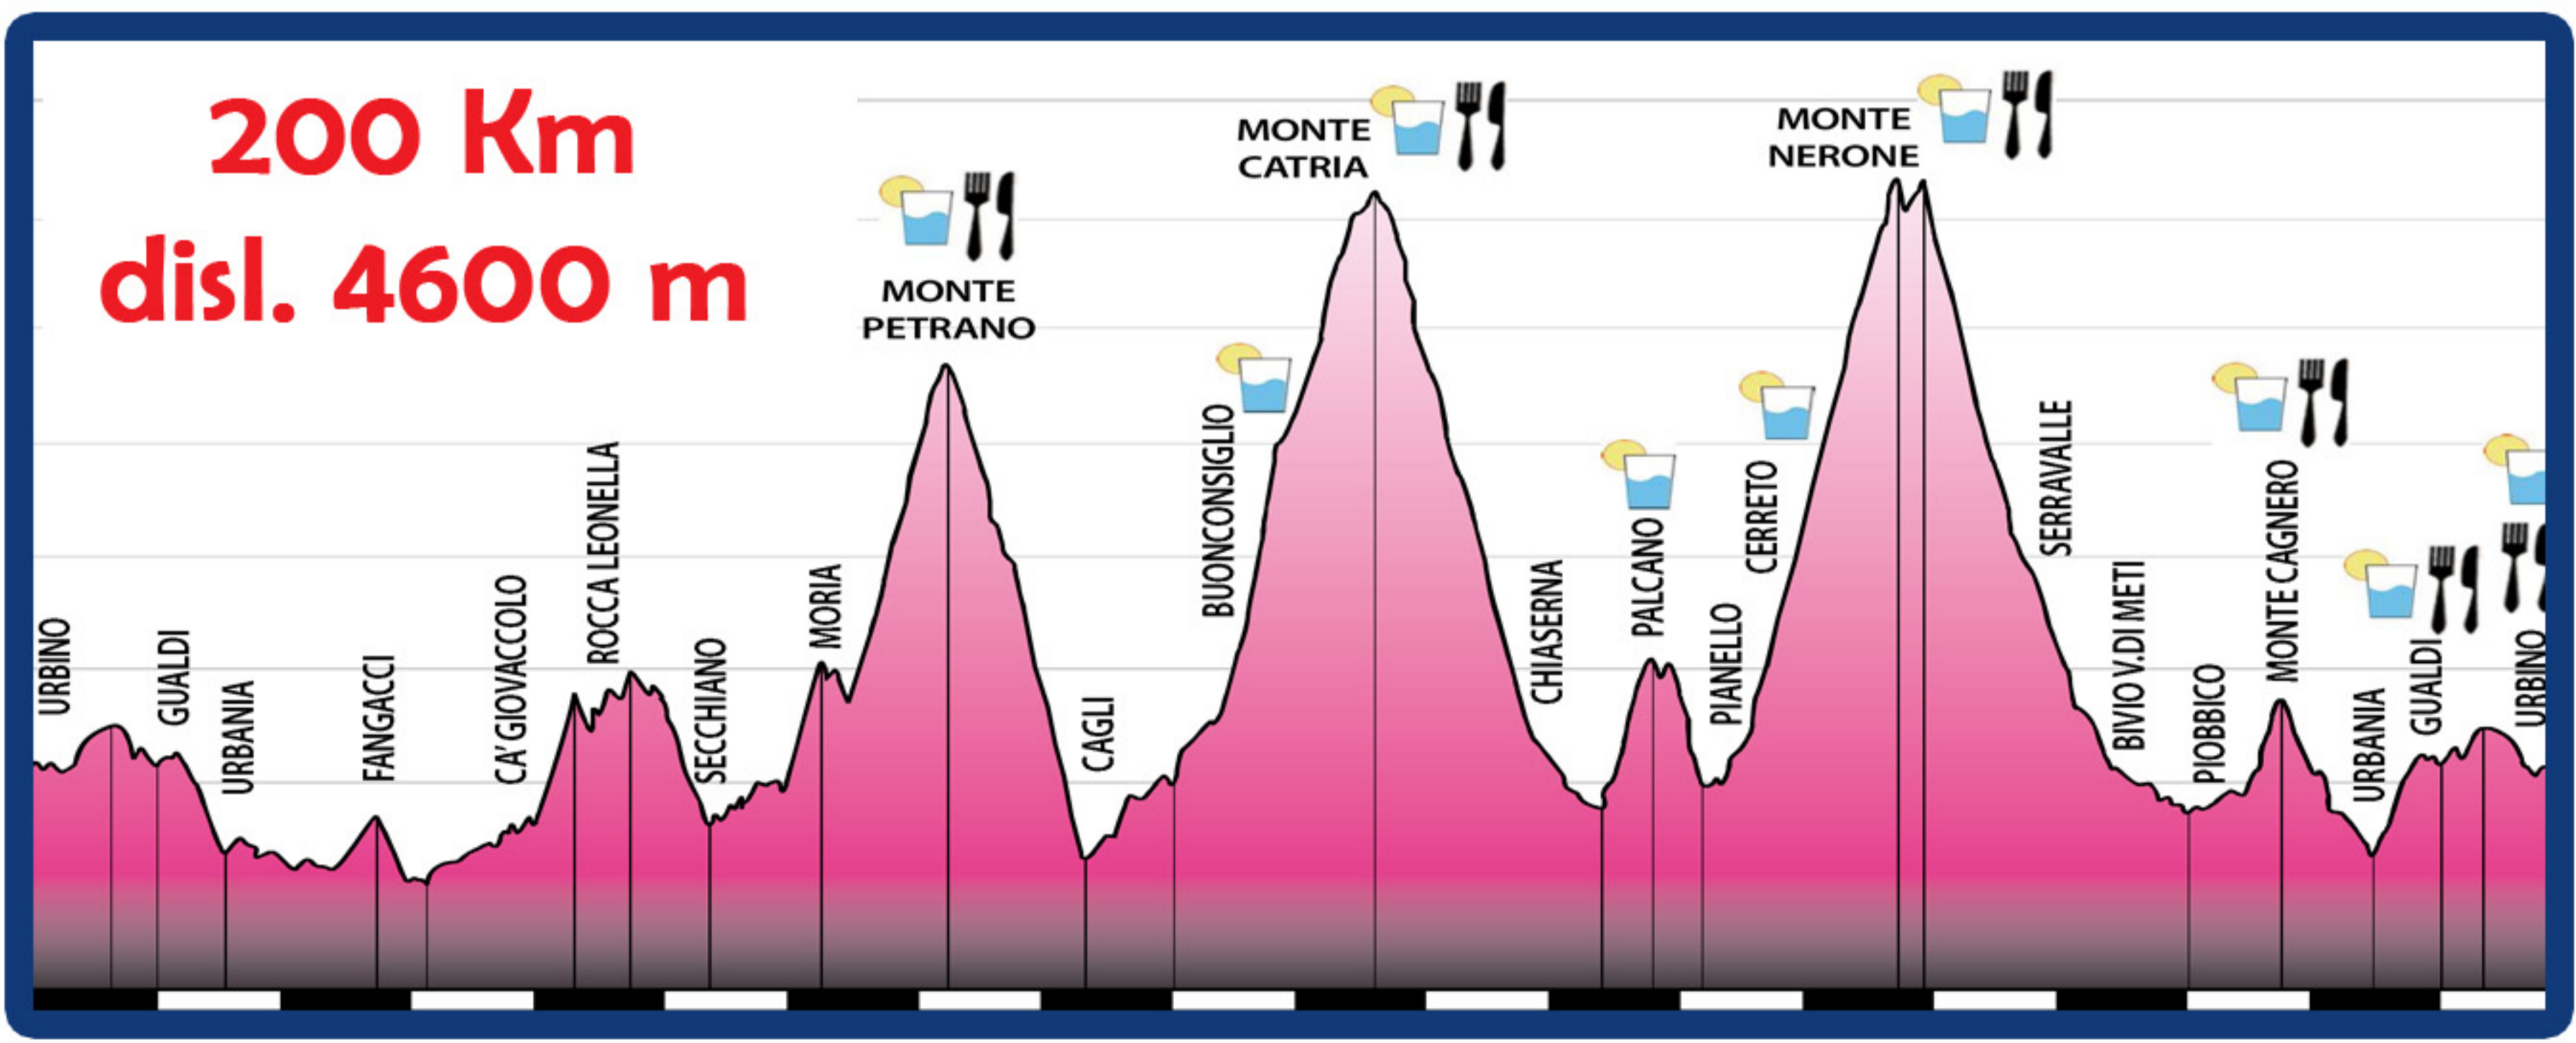 200 Km
disl. 4600 m
URBINO
GUALDI
URBANIA
FANGACCI
CA'GIOVACCOLO
ROCCA LEONELLA
SECCHIANO
MORIA
MONTE
PETRANO
CAGLI
BUONCONSIGLIO
MONTE
CATRIA
CHIASERNA
PALCANO
PIANELLO
CERRETO
MONTE
NERONE
SERRAVALLE
BIVIO V.DI METI
PIOBBICO
MONTE CAGNERO
URBANIA
GUALDI
URBINO